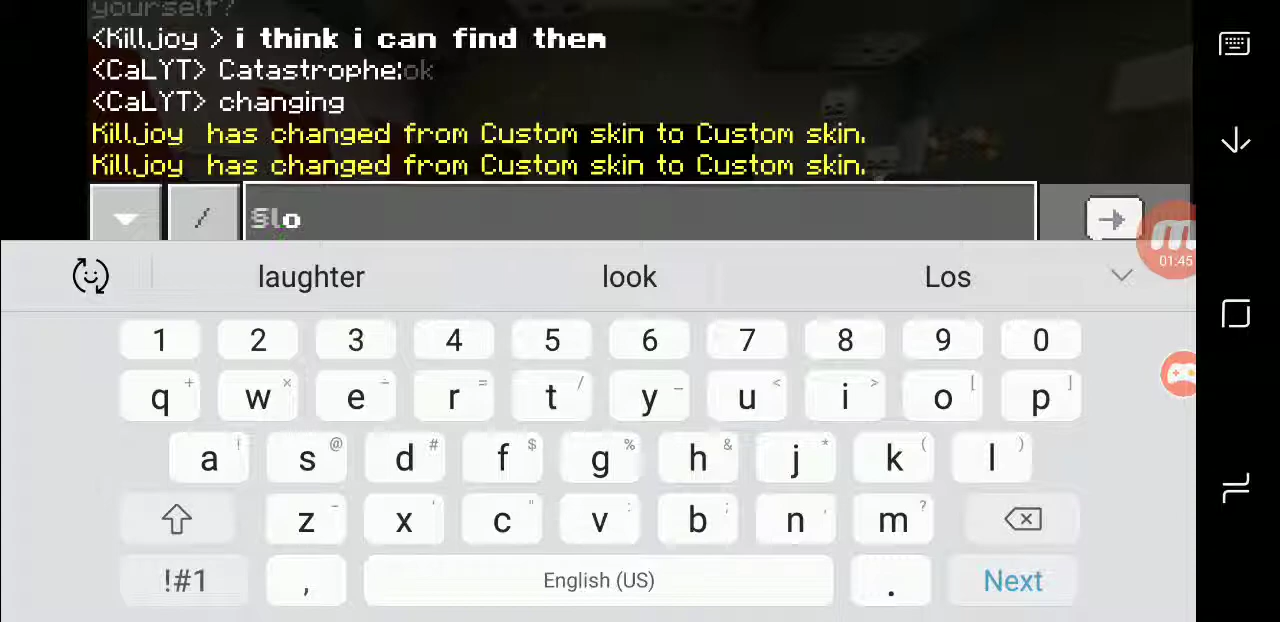 yourself?
<Killjoy > i think i can find them
<CaLYT> Catastrophe:ok
<CaLYT> changing
Killjoy  has changed from Custom skin to Custom skin.
Killjoy  has changed from Custom skin to Custom skin.
/ §lo
01:45
laughter look Los
1 2 3 4 5 6 7 8 9 0
q + w × e ÷ r = t / y _ u < i > o [ p ]
a ! s @ d # f $ g % h & j * k ( l )
z - x ' c " v : b ; n , m ?
!#1 , English (US) . Next